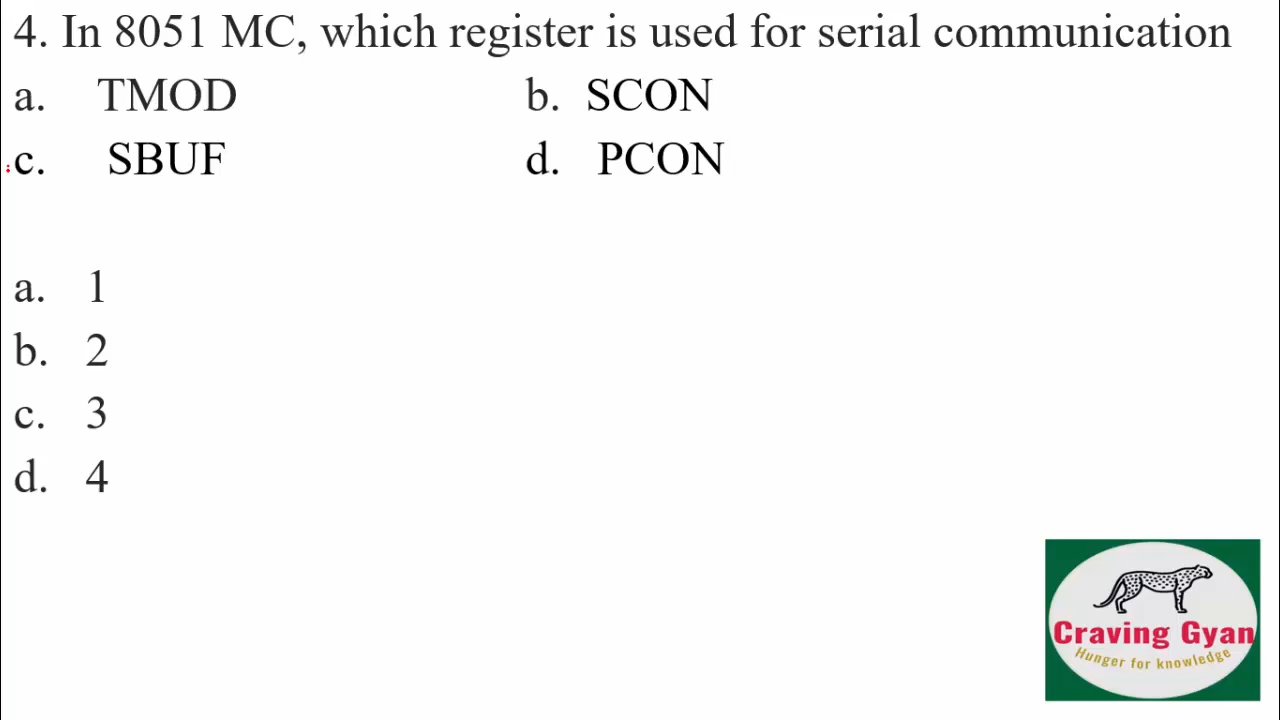 4. In 8051 MC, which register is used for serial communication
a. TMOD b. SCON
c. SBUF d. PCON
a. 1
b. 2
c. 3
d. 4
Craving Gyan
Hunger for knowledge